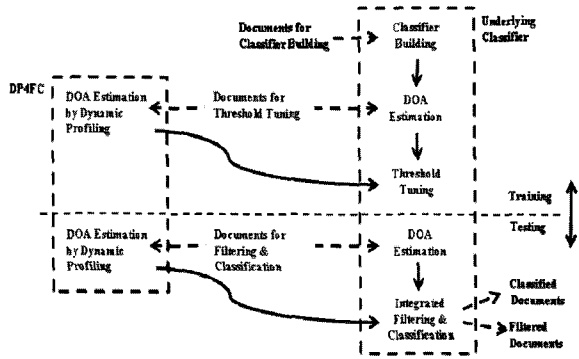 Documents for
Classifier Building
Classifier
Building
Underlying
Classifier
DP4FC
DOA Estimation
by Dynamic
Profiling
Documents for
Threshold Tuning
DOA
Estimation
Threshold
Tuning
Training
Testing
DOA Estimation
by Dynamic
Profiling
Documents for
Filtering &
Classification
DOA
Estimation
Integrated
Filtering &
Classification
Classified
Documents
Filtered
Documents